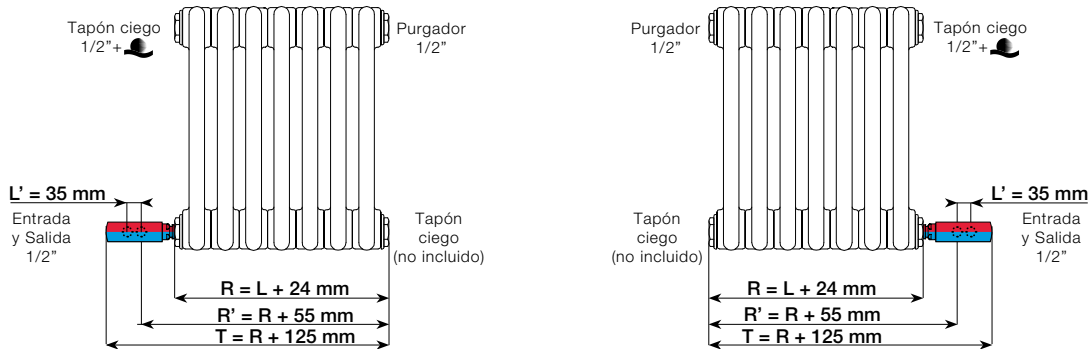 Tapón ciego
1/2”+
Purgador
1/2”
L’ = 35 mm
Entrada
y Salida
1/2”
Tapón
ciego
(no incluido)
R = L + 24 mm
R’ = R + 55 mm
T = R + 125 mm
Purgador
1/2”
Tapón ciego
1/2”+
L’ = 35 mm
Tapón
ciego
(no incluido)
Entrada
y Salida
1/2”
R = L + 24 mm
R’ = R + 55 mm
T = R + 125 mm